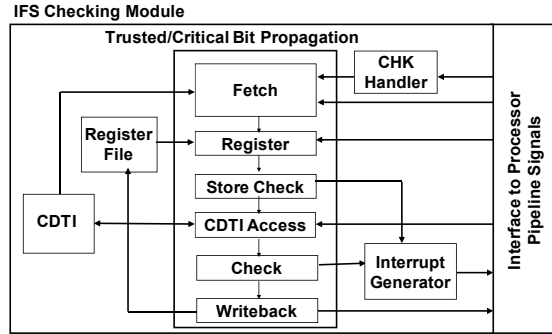 IFS Checking Module
Trusted/Critical Bit Propagation
CHK
Handler
Fetch
Register
File
Register
Store Check
CDTI
CDTI Access
Check
Interrupt
Generator
Writeback
Interface to Processor
Pipeline Signals